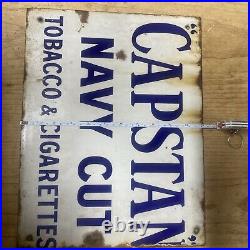 CAPSTAN
NAVY CUT
TOBACCO & CIGARETTES